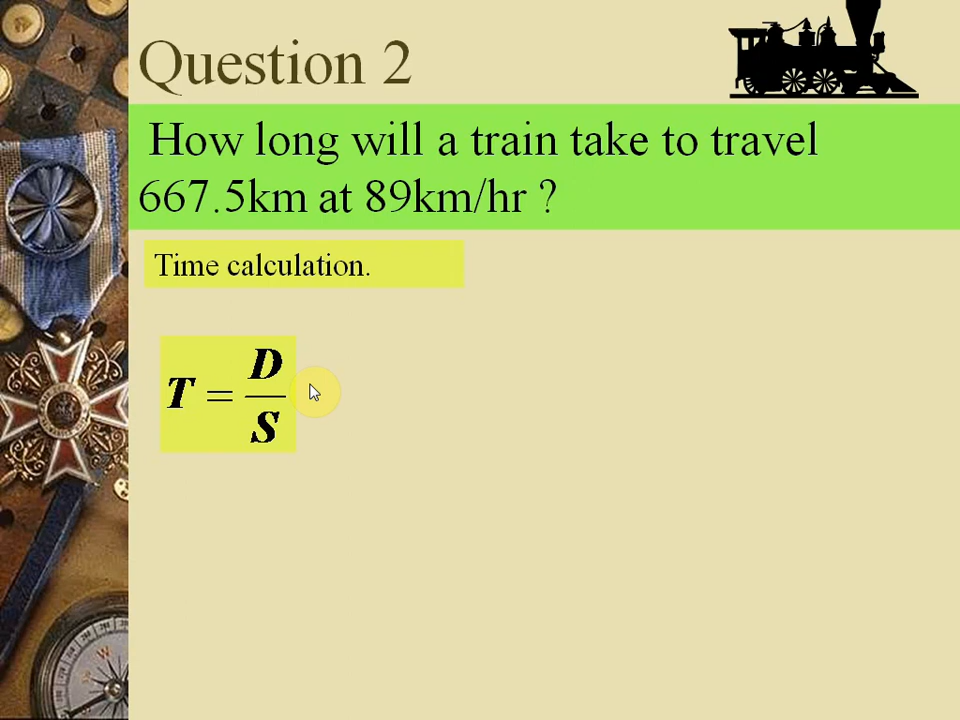 Question 2
How long will a train take to travel
667.5km at 89km/hr ?
Time calculation.
T = D
S